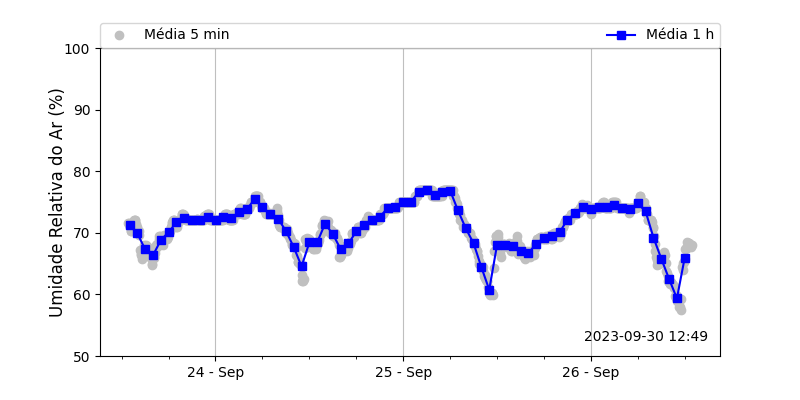 Média 5 min
Média 1 h
Umidade Relativa do Ar (%)
100
90
80
70
60
50
2023-09-30 12:49
24 - Sep
25 - Sep
26 - Sep